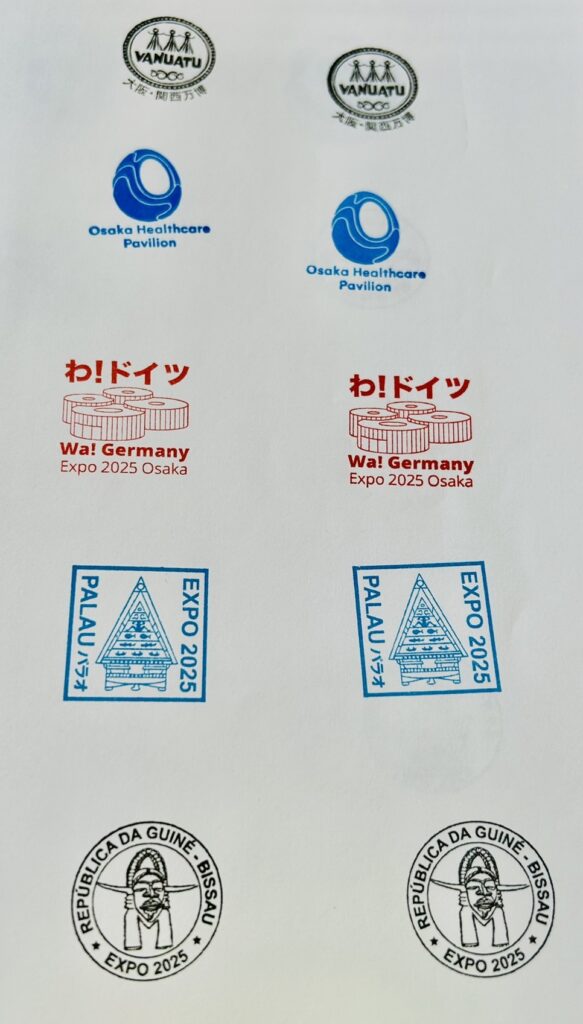 VANUATU
大阪・関西万博
VANUATU
大阪・関西万博
Osaka Healthcare
Pavilion
Osaka Healthcare
Pavilion
わ!ドイツ
Wa! Germany
Expo 2025 Osaka
わ!ドイツ
Wa! Germany
Expo 2025 Osaka
PALAU パラオ
EXPO 2025
PALAU パラオ
EXPO 2025
REPÚBLICA DA GUINÉ - BISSAU
★ EXPO 2025 ★
REPÚBLICA DA GUINÉ - BISSAU
★ EXPO 2025 ★